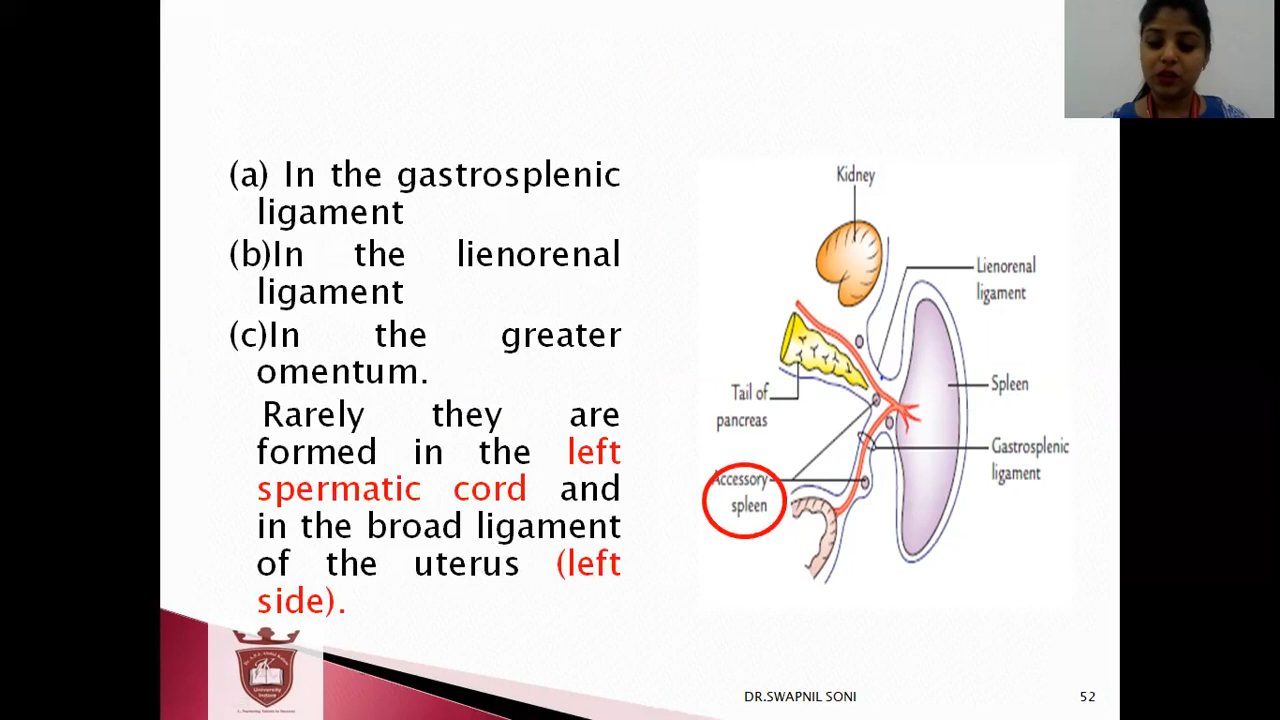 (a) In the gastrosplenic
ligament
(b)In the lienorenal
ligament
(c)In the greater
omentum.
Rarely they are
formed in the left
spermatic cord and
in the broad ligament
of the uterus (left
side).
Kidney
Lienorenal
ligament
Tail of
pancreas
Spleen
Gastrosplenic
ligament
Accessory
spleen
University
Indore
DR.SWAPNIL SONI
52